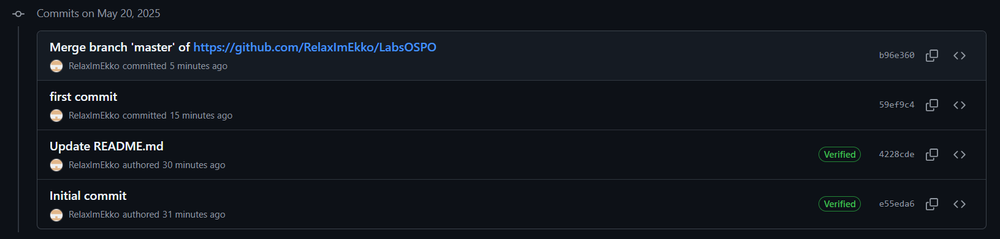 Commits on May 20, 2025
Merge branch 'master' of https://github.com/RelaxImEkko/LabsOSPO
RelaxImEkko committed 5 minutes ago
b96e360
first commit
RelaxImEkko committed 15 minutes ago
59ef9c4
Update README.md
RelaxImEkko authored 30 minutes ago
Verified
4228cde
Initial commit
RelaxImEkko authored 31 minutes ago
Verified
e55eda6